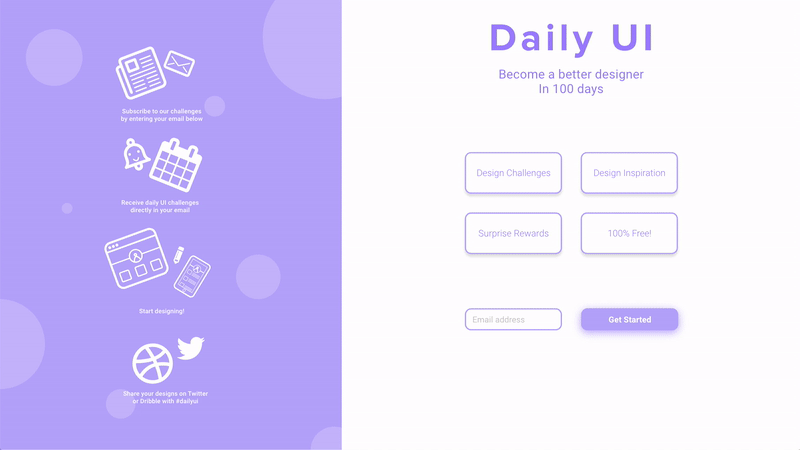 Subscribe to our challenges
by entering your email below
Receive daily UI challenges
directly in your email
Start designing!
Share your designs on Twitter
or Dribble with #dailyui
Daily UI
Become a better designer
In 100 days
Design Challenges
Design Inspiration
Surprise Rewards
100% Free!
Email address
Get Started